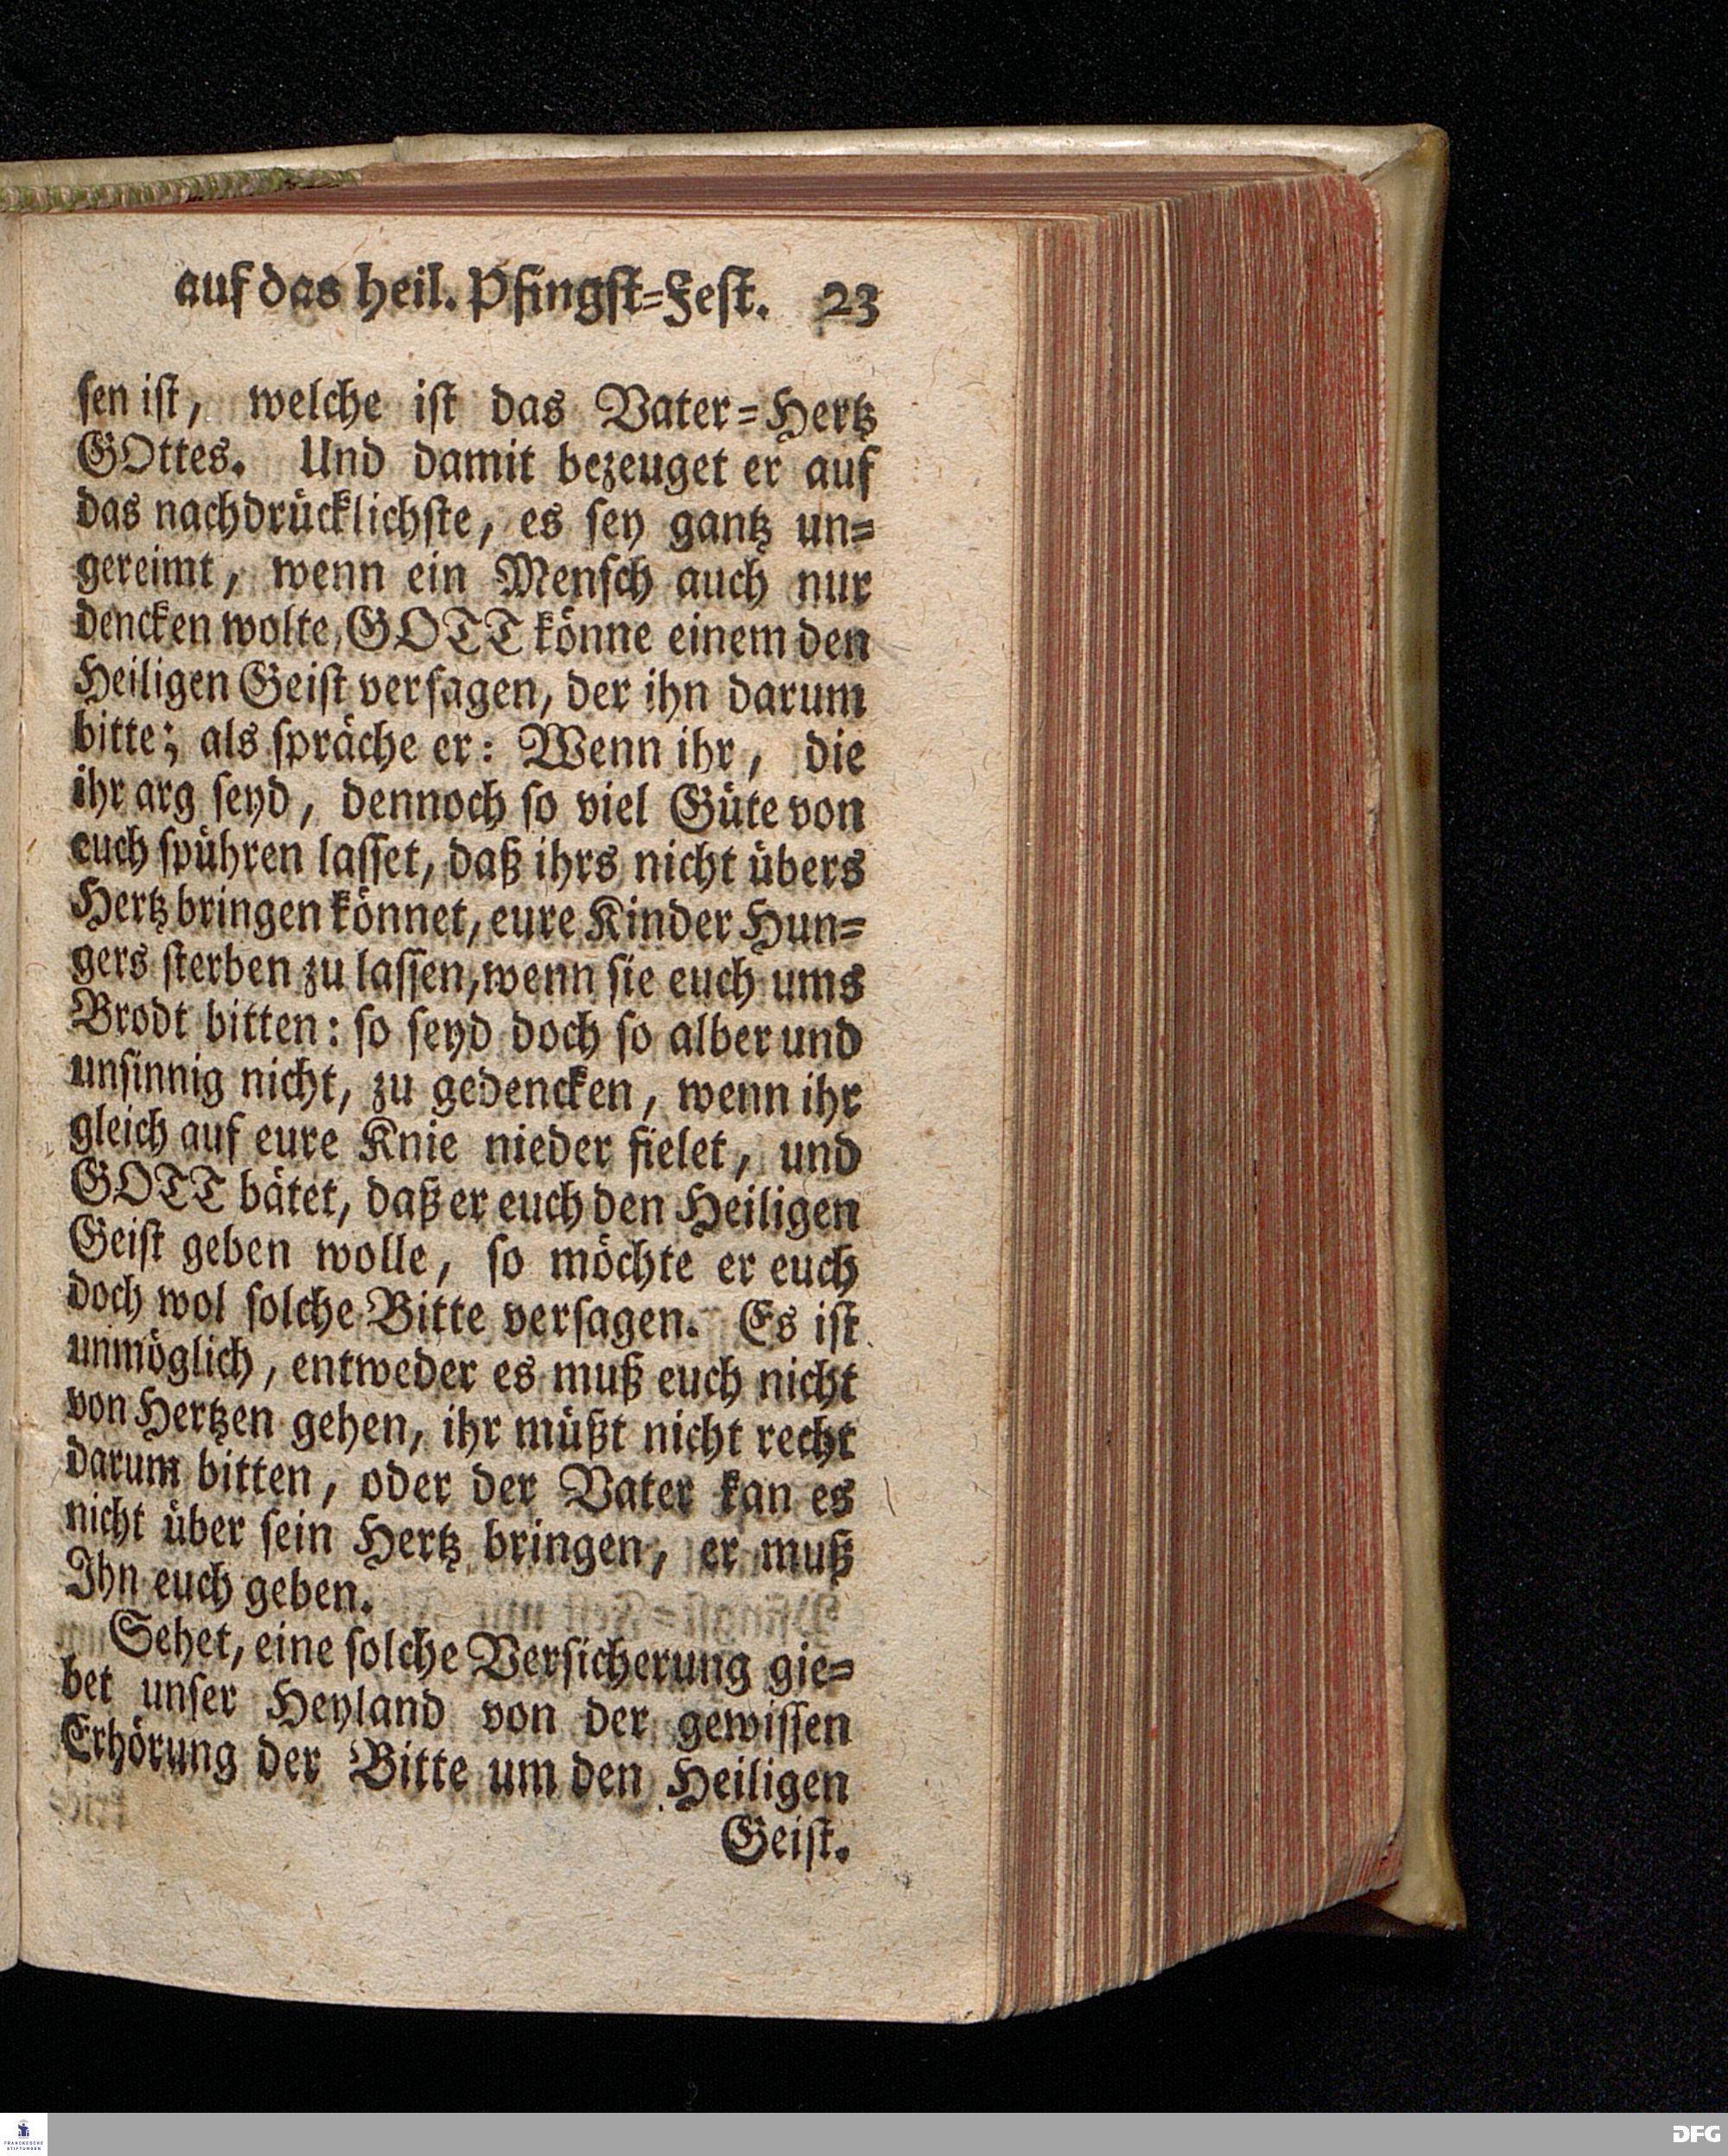 auf das heil. Pfingst-Fest. 23
sen ist, welche ist das Vater-Hertz
GOttes. Und damit bezeuget er auf
das nachdrücklichste, es sey gantz un-
gereimt, wenn ein Mensch auch nur
dencken wolte, GOTT könne einem den
Heiligen Geist versagen, der ihn darum
bitte; als spräche er: Wenn ihr, die
ihr arg seyd, dennoch so viel Güte von
euch spühren lasset, daß ihrs nicht übers
Hertz bringen könnet, eure Kinder Hun-
gers sterben zu lassen, wenn sie euch ums
Brodt bitten: so seyd doch so alber und
unsinnig nicht, zu gedencken, wenn ihr
gleich auf eure Knie nieder fielet, und
GOTT bätet, daß er euch den Heiligen
Geist geben wolle, so möchte er euch
doch wol solche Bitte versagen. Es ist
unmöglich, entweder es muß euch nicht
von Hertzen gehen, ihr müßt nicht recht
darum bitten, oder der Vater kan es
nicht über sein Hertz bringen, er muß
Ihn euch geben.
Sehet, eine solche Versicherung gie-
bet unser Heyland von der gewissen
Erhörung der Bitte um den Heiligen
Geist.
FRANCKESCHE
STIFTUNGEN
DFG